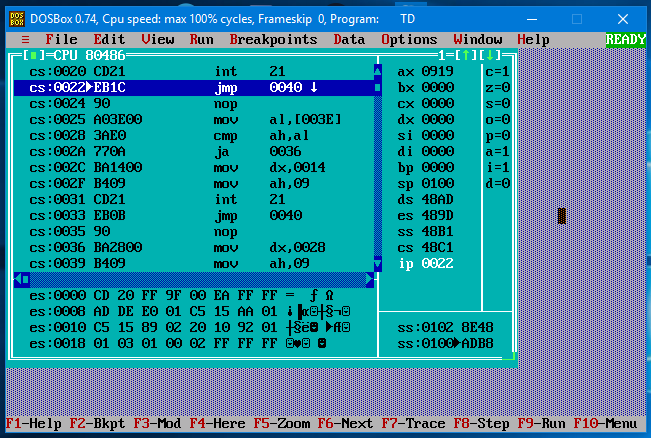 DOSBox 0.74, Cpu speed: max 100% cycles, Frameskip 0, Program: TD
≡ File Edit View Run Breakpoints Data Options Window Help READY
[■]=CPU 80486 1=[↑][↓]
cs:0020 CD21 int 21 ax 0919 c=1
cs:0022►EB1C jmp 0040 ↓ bx 0000 z=0
cs:0024 90 nop cx 0000 s=0
cs:0025 A03E00 mov al,[003E] dx 0000 o=0
cs:0028 3AE0 cmp ah,al si 0000 p=0
cs:002A 770A ja 0036 di 0000 a=1
cs:002C BA1400 mov dx,0014 bp 0000 i=1
cs:002F B409 mov ah,09 sp 0100 d=0
cs:0031 CD21 int 21 ds 48AD
cs:0033 EB0B jmp 0040 es 489D
cs:0035 90 nop ss 48B1
cs:0036 BA2800 mov dx,0028 cs 48C1
cs:0039 B409 mov ah,09 ip 0022
es:0000 CD 20 FF 9F 00 EA FF FF = ƒ Ω
es:0008 AD DE E0 01 C5 15 AA 01
es:0010 C5 15 89 02 20 10 92 01 ss:0102 8E48
es:0018 01 03 01 00 02 FF FF FF ss:0100►ADB8
F1-Help F2-Bkpt F3-Mod F4-Here F5-Zoom F6-Next F7-Trace F8-Step F9-Run F10-Menu